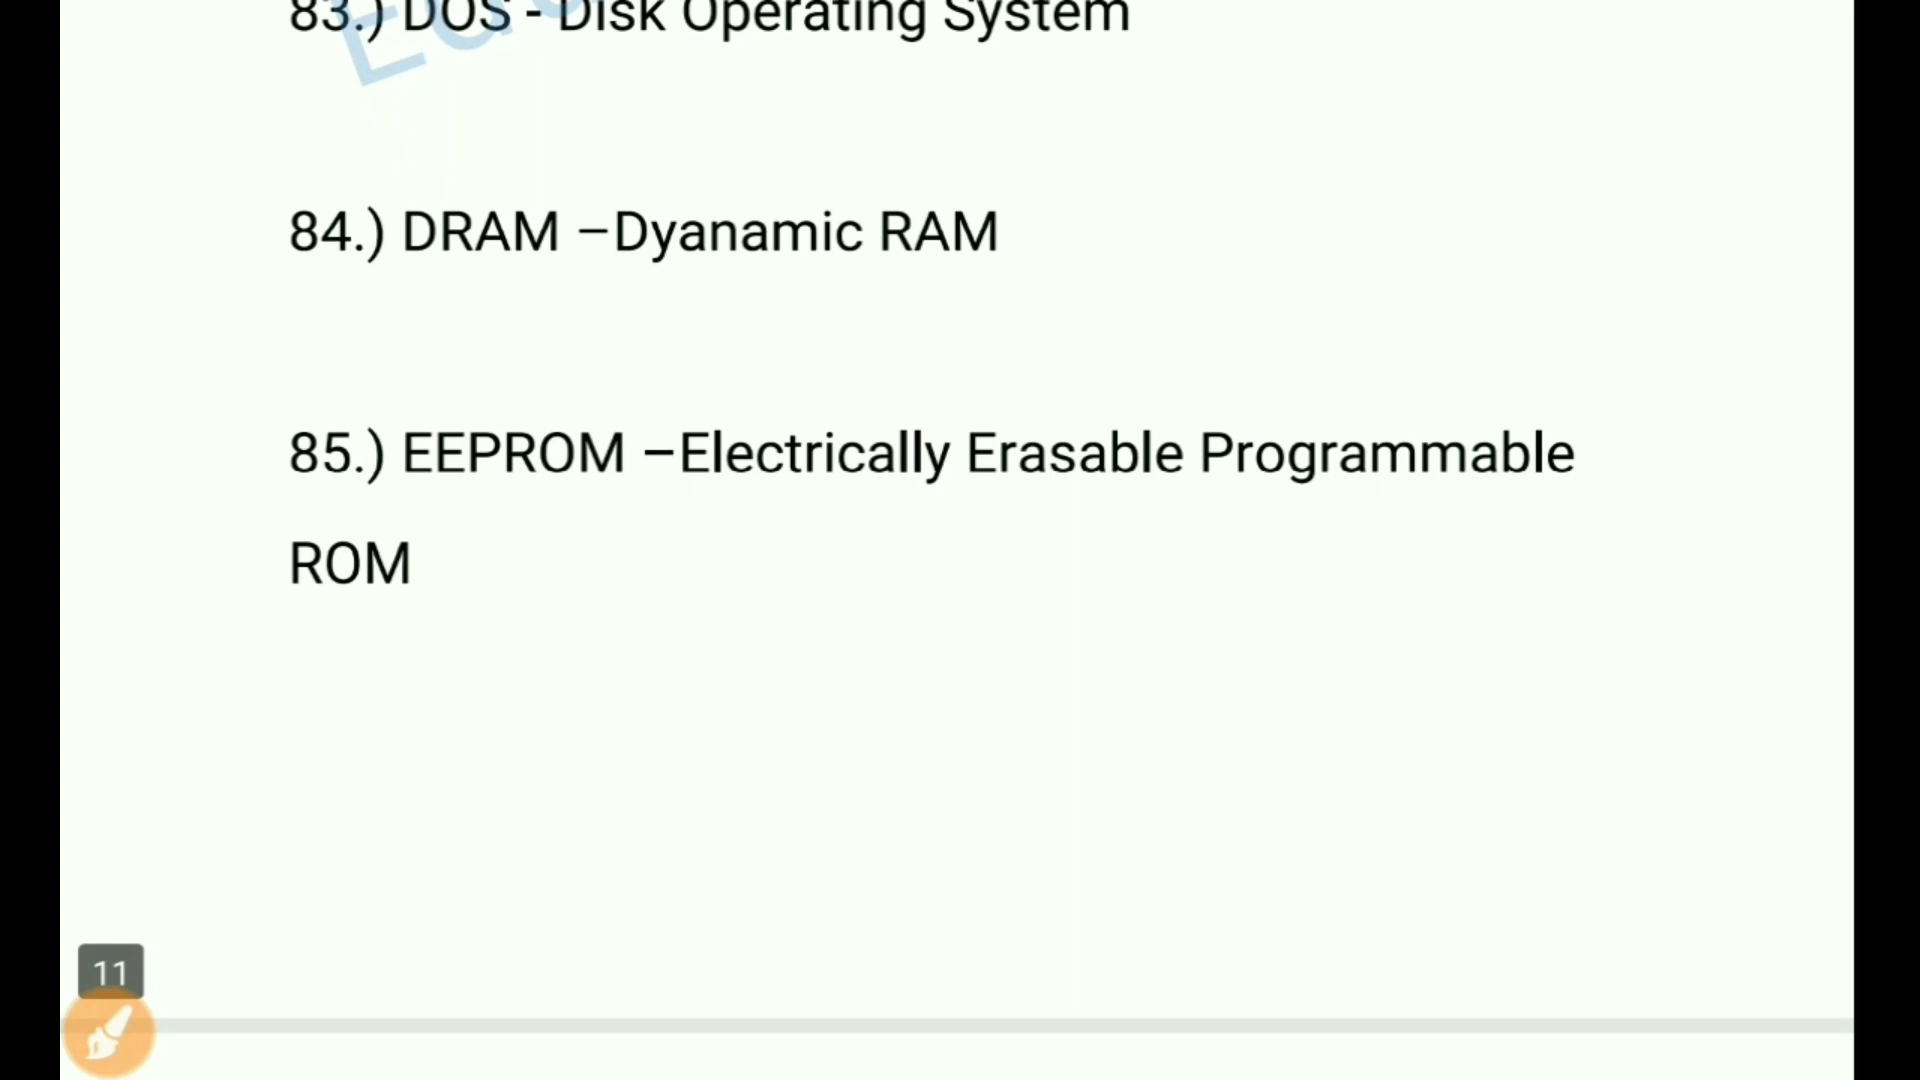 83.) DOS - Disk Operating System
84.) DRAM –Dyanamic RAM
85.) EEPROM –Electrically Erasable Programmable
ROM
11